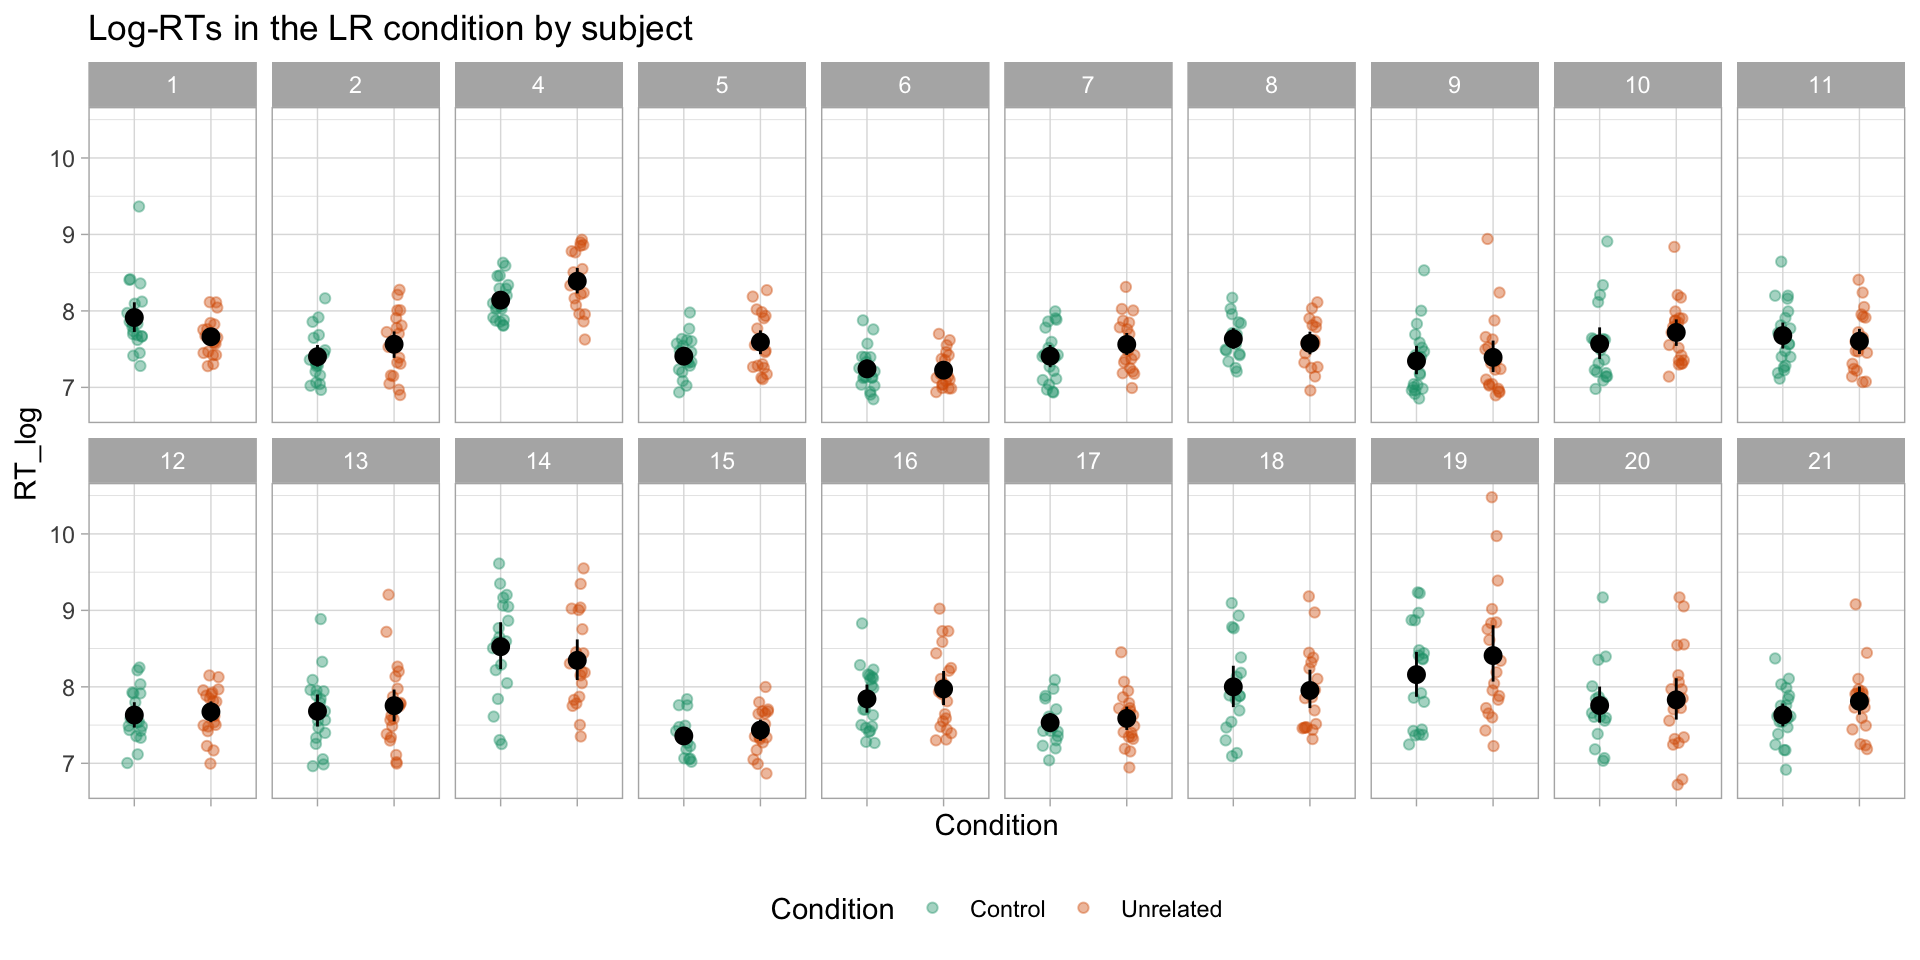 Log-RTs in the LR condition by subject
1 2 4 5 6 7 8 9 10 11
10
9
8
7
RT_log
12 13 14 15 16 17 18 19 20 21
10
9
8
7
Condition
Condition Control Unrelated